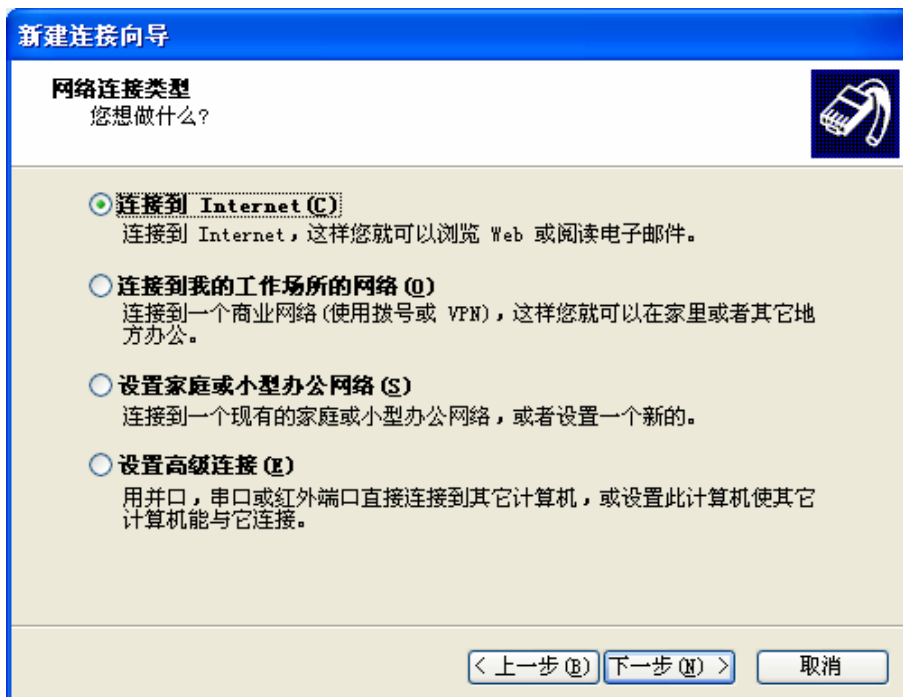 新建连接向导
网络连接类型
您想做什么?
连接到 Internet(C)
连接到 Internet，这样您就可以浏览 Web 或阅读电子邮件。
连接到我的工作场所的网络(O)
连接到一个商业网络(使用拨号或 VPN)，这样您就可以在家里或者其它地
方办公。
设置家庭或小型办公网络(S)
连接到一个现有的家庭或小型办公网络，或者设置一个新的。
设置高级连接(E)
用并口，串口或红外端口直接连接到其它计算机，或设置此计算机使其它
计算机能与它连接。
< 上一步(B) 下一步(N) > 取消